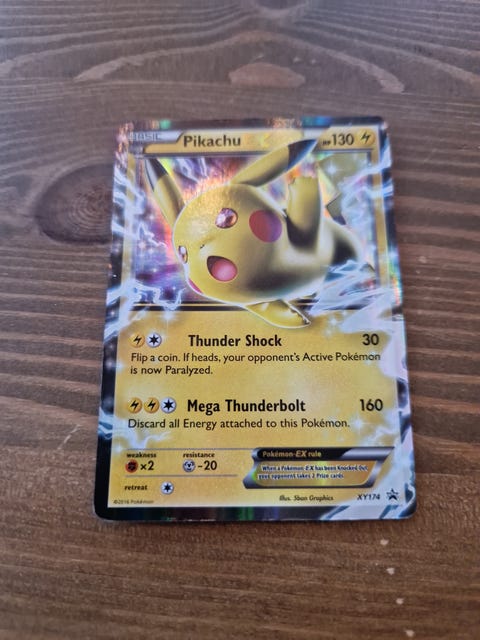 BASIC
Pikachu
HP130
Thunder Shock 30
Flip a coin. If heads, your opponent's Active Pokémon
is now Paralyzed.
Mega Thunderbolt 160
Discard all Energy attached to this Pokémon.
weakness resistance
×2 -20
retreat
Pokémon-EX rule
When a Pokémon-EX has been Knocked Out,
your opponent takes 2 Prize cards.
©2016 Pokémon
Illus. 5ban Graphics
XY174